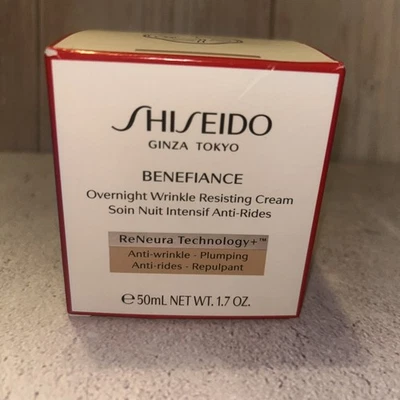 SHISEIDO
GINZA TOKYO
BENEFIANCE
Overnight Wrinkle Resisting Cream
Soin Nuit Intensif Anti-Rides
ReNeura Technology+™
Anti-wrinkle - Plumping
Anti-rides - Repulpant
℮50mL NET WT. 1.7 OZ.